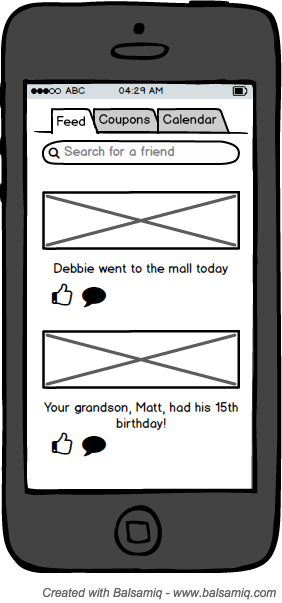 ABC 04:29 AM
Feed Coupons Calendar
Search for a friend
Debbie went to the mall today
Your grandson, Matt, had his 15th
birthday!
Created with Balsamiq - www.balsamiq.com